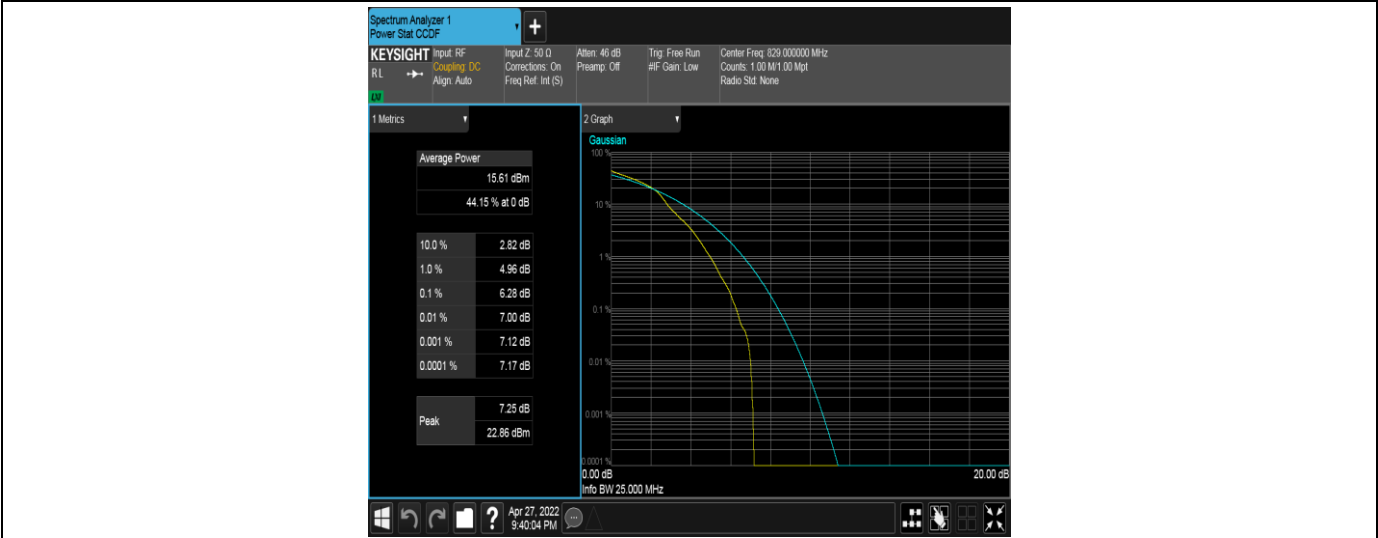 Spectrum Analyzer 1
Power Stat CCDF
+
KEYSIGHT
RL
LXI
Input: RF
Coupling: DC
Align: Auto
Input Z: 50 Ω
Corrections: On
Freq Ref: Int (S)
Atten: 46 dB
Preamp: Off
Trig: Free Run
#IF Gain: Low
Center Freq: 829.000000 MHz
Counts: 1.00 M/1.00 Mpt
Radio Std: None
1 Metrics
Average Power
15.61 dBm
44.15 % at 0 dB
10.0 % 2.82 dB
1.0 % 4.96 dB
0.1 % 6.28 dB
0.01 % 7.00 dB
0.001 % 7.12 dB
0.0001 % 7.17 dB
Peak
7.25 dB
22.86 dBm
2 Graph
Gaussian
100 %
10 %
1 %
0.1 %
0.01 %
0.001 %
0.0001 %
0.00 dB 20.00 dB
Info BW 25.000 MHz
?
Apr 27, 2022
9:40:04 PM